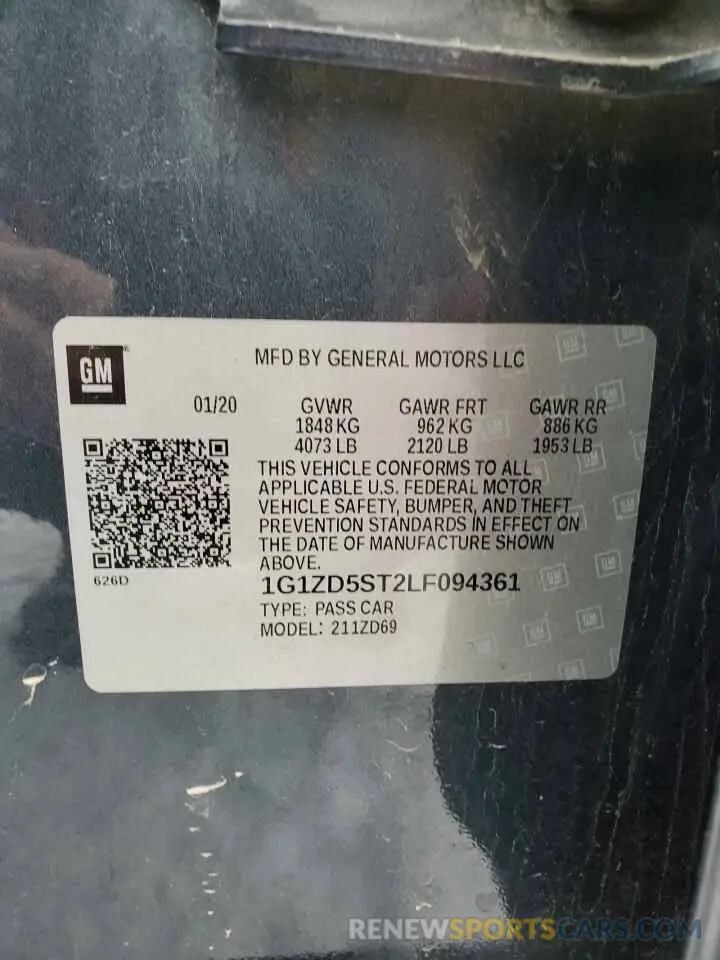 GM
MFD BY GENERAL MOTORS LLC
01/20 GVWR GAWR FRT GAWR RR
1848 KG 962 KG 886 KG
4073 LB 2120 LB 1953 LB
THIS VEHICLE CONFORMS TO ALL
APPLICABLE U.S. FEDERAL MOTOR
VEHICLE SAFETY, BUMPER, AND THEFT
PREVENTION STANDARDS IN EFFECT ON
THE DATE OF MANUFACTURE SHOWN
ABOVE.
626D
1G1ZD5ST2LF094361
TYPE: PASS CAR
MODEL: 211ZD69
RENEWSPORTSCARS.COM